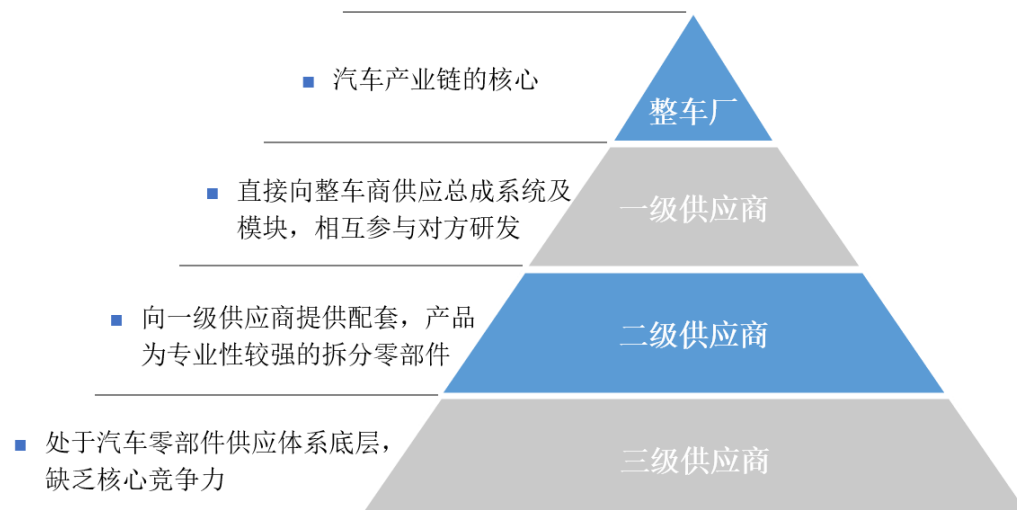 汽车产业链的核心
整车厂
直接向整车商供应总成系统及
模块，相互参与对方研发
一级供应商
向一级供应商提供配套，产品
为专业性较强的拆分零部件
二级供应商
处于汽车零部件供应体系底层，
缺乏核心竞争力
三级供应商